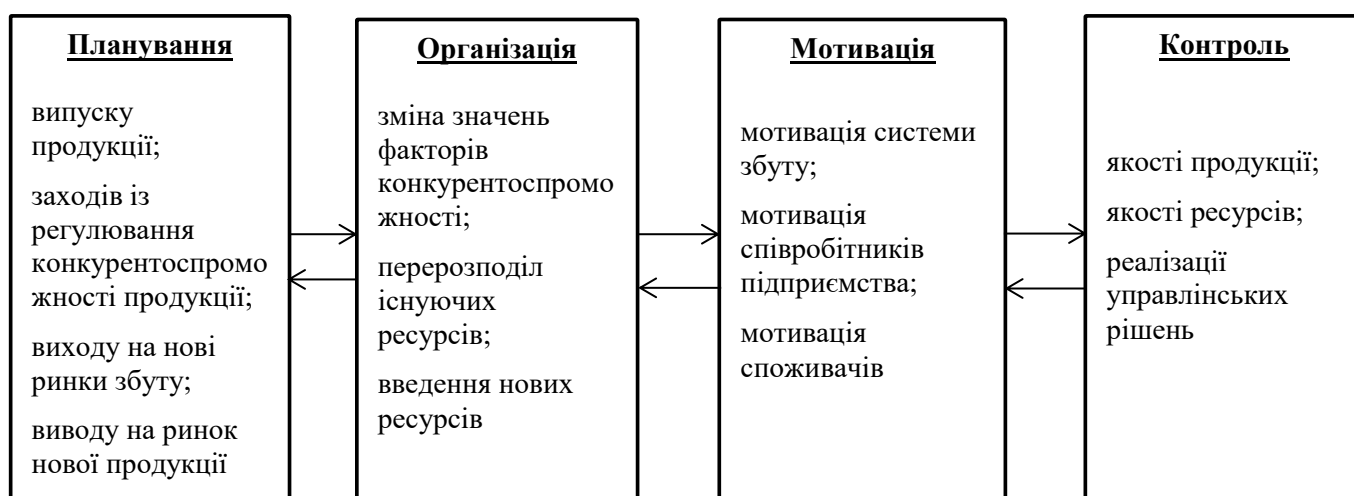 Планування
випуску
продукції;
заходів із
регулювання
конкурентоспромо
жності продукції;
виходу на нові
ринки збуту;
виводу на ринок
нової продукції
Організація
зміна значень
факторів
конкурентоспромо
жності;
перерозподіл
існуючих
ресурсів;
введення нових
ресурсів
Мотивація
мотивація системи
збуту;
мотивація
співробітників
підприємства;
мотивація
споживачів
Контроль
якості продукції;
якості ресурсів;
реалізації
управлінських
рішень